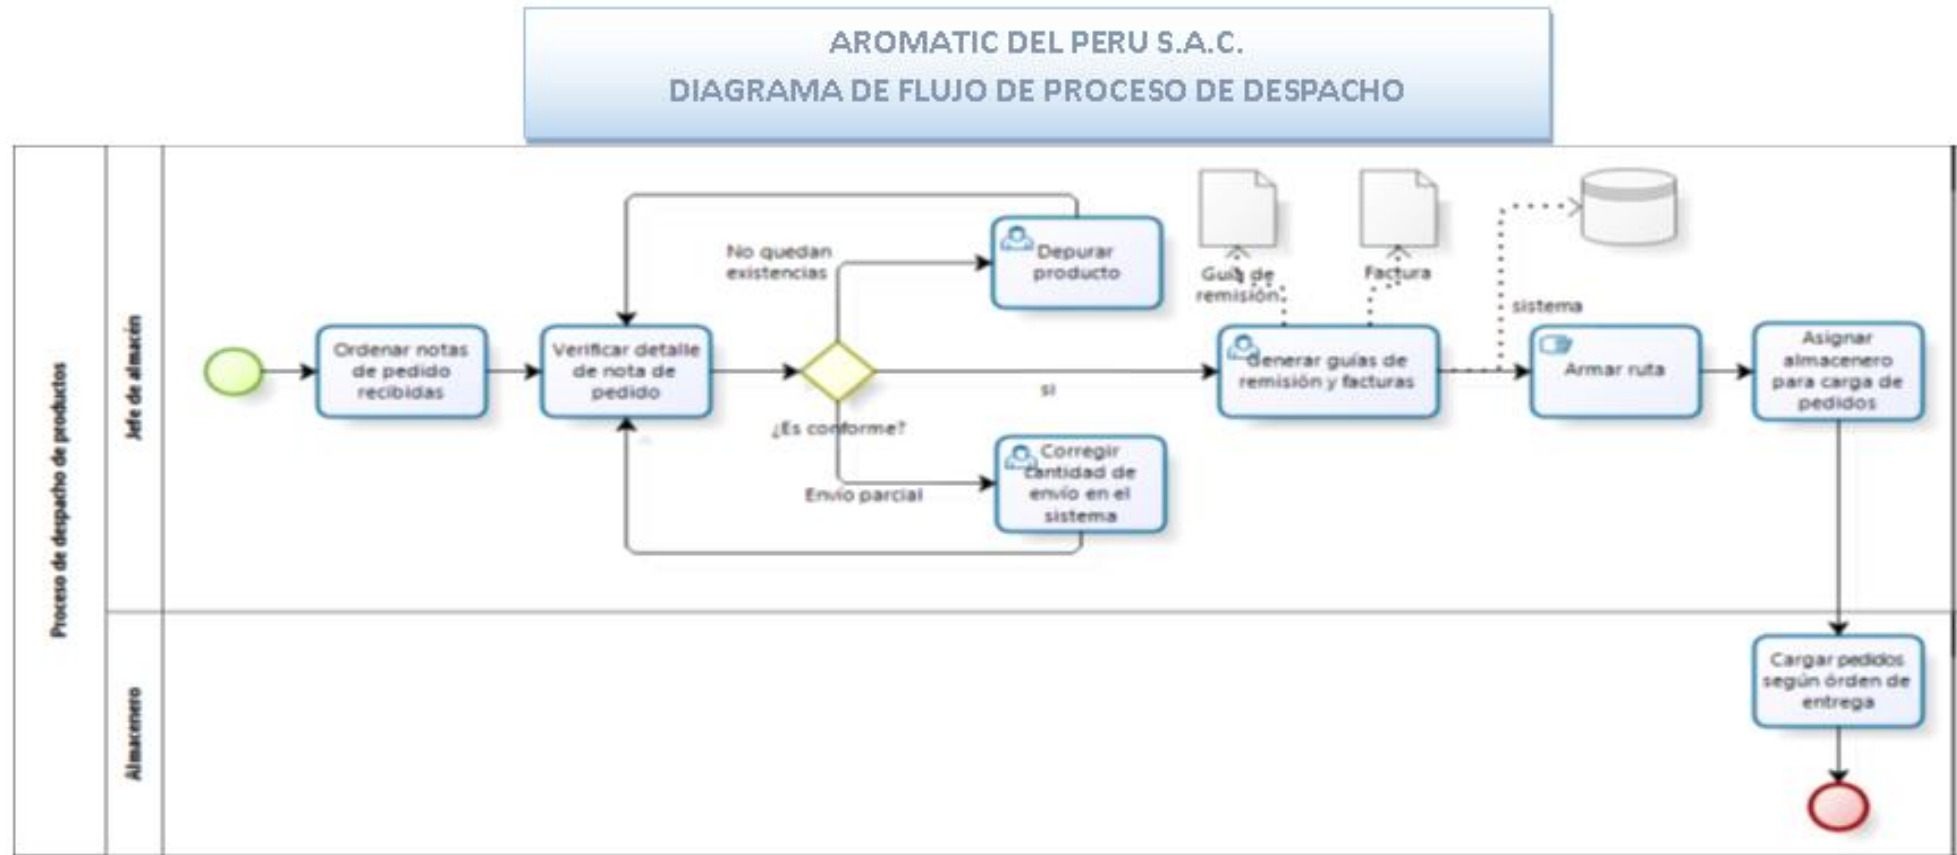 AROMATIC DEL PERU S.A.C.
DIAGRAMA DE FLUJO DE PROCESO DE DESPACHO
Proceso de despacho de productos
Jefe de almacén
Ordenar notas
de pedido
recibidas
Verificar detalle
de nota de
pedido
No quedan
existencias
¿Es conforme?
Envío parcial
Depurar
producto
si
Corregir
cantidad de
envío en el
sistema
Guía de
remisión
Factura
sistema
Generar guías de
remisión y facturas
Armar ruta
Asignar
almacenero
para carga de
pedidos
Almacenero
Cargar pedidos
según órden de
entrega